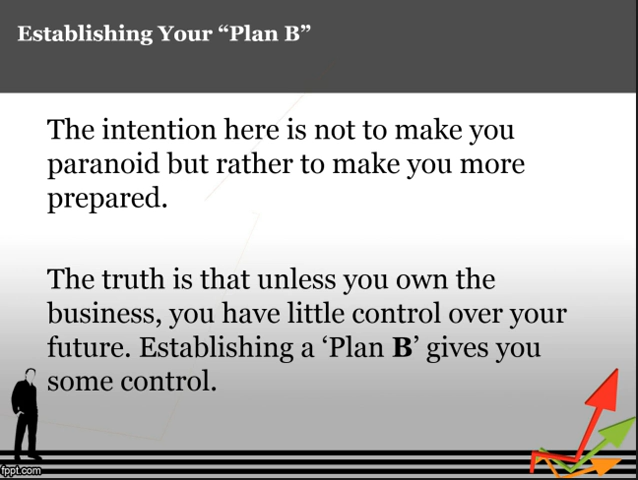 Establishing Your “Plan B”
The intention here is not to make you
paranoid but rather to make you more
prepared.
The truth is that unless you own the
business, you have little control over your
future. Establishing a ‘Plan B’ gives you
some control.
fppt.com